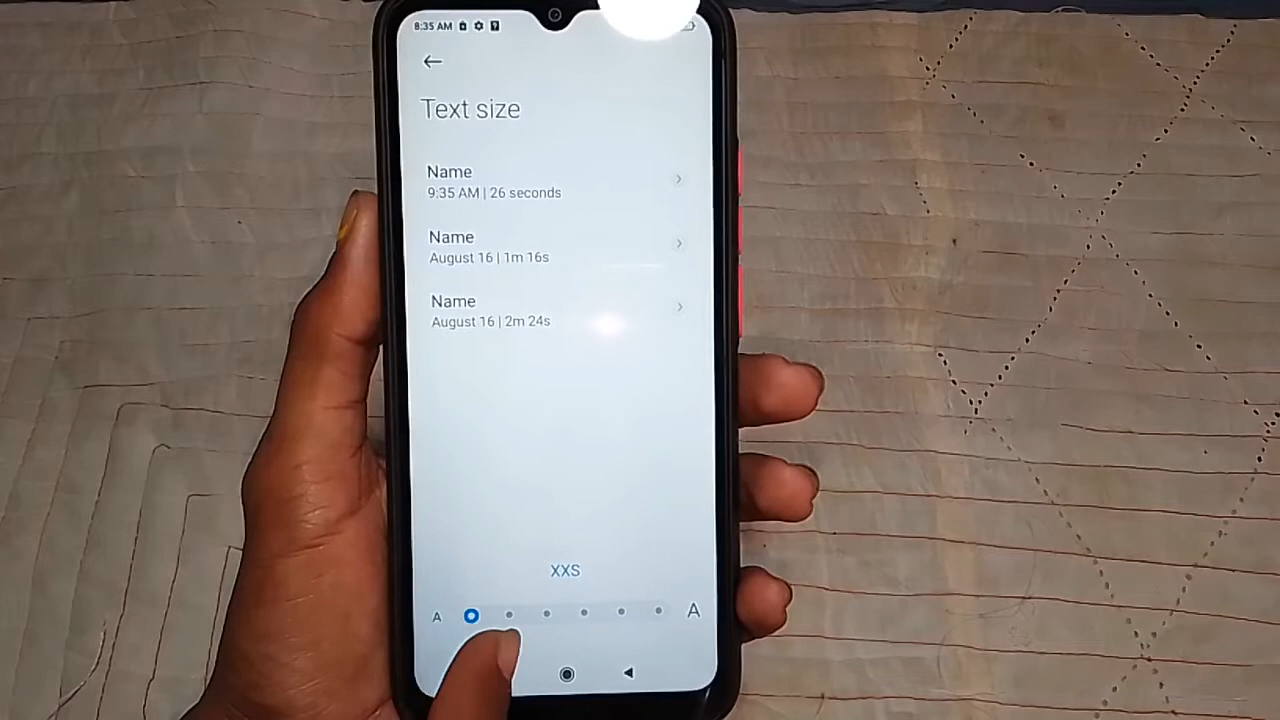 8:35 AM
Text size
Name
9:35 AM | 26 seconds
Name
August 16 | 1m 16s
Name
August 16 | 2m 24s
XXS
A A